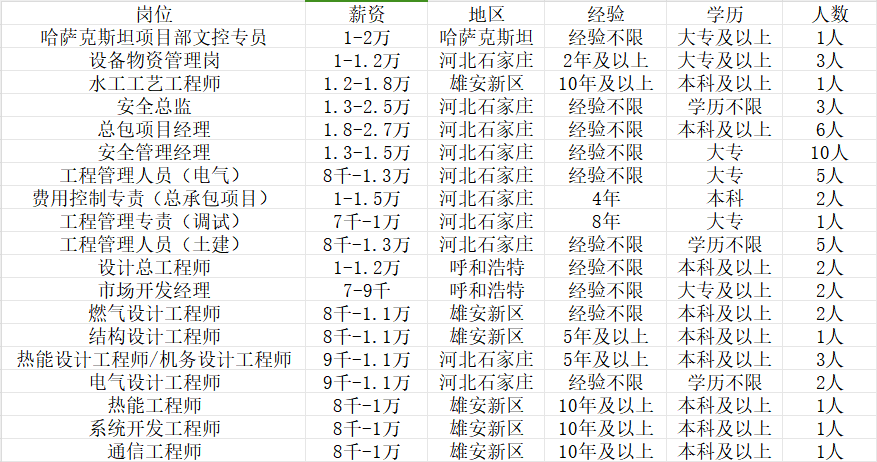 岗位 薪资 地区 经验 学历 人数
哈萨克斯坦项目部文控专员 1-2万 哈萨克斯坦 经验不限 大专及以上 1人
设备物资管理岗 1-1.2万 河北石家庄 2年及以上 大专及以上 3人
水工工艺工程师 1.2-1.8万 雄安新区 10年及以上 本科及以上 1人
安全总监 1.3-2.5万 河北石家庄 经验不限 学历不限 3人
总包项目经理 1.8-2.7万 河北石家庄 经验不限 本科及以上 6人
安全管理经理 1.3-1.5万 河北石家庄 经验不限 大专 10人
工程管理人员（电气） 8千-1.3万 河北石家庄 经验不限 大专 5人
费用控制专责（总承包项目） 1-1.5万 河北石家庄 4年 本科 2人
工程管理专责（调试） 7千-1万 河北石家庄 8年 大专 1人
工程管理人员（土建） 8千-1.3万 河北石家庄 经验不限 学历不限 5人
设计总工程师 1-1.2万 呼和浩特 经验不限 本科及以上 2人
市场开发经理 7-9千 呼和浩特 经验不限 大专及以上 2人
燃气设计工程师 8千-1.1万 雄安新区 经验不限 本科及以上 2人
结构设计工程师 8千-1.1万 雄安新区 5年及以上 本科及以上 1人
热能设计工程师/机务设计工程师 9千-1.1万 河北石家庄 5年及以上 本科及以上 3人
电气设计工程师 9千-1.1万 河北石家庄 经验不限 学历不限 2人
热能工程师 8千-1万 雄安新区 10年及以上 本科及以上 1人
系统开发工程师 8千-1万 雄安新区 10年及以上 本科及以上 1人
通信工程师 8千-1万 雄安新区 10年及以上 本科及以上 1人